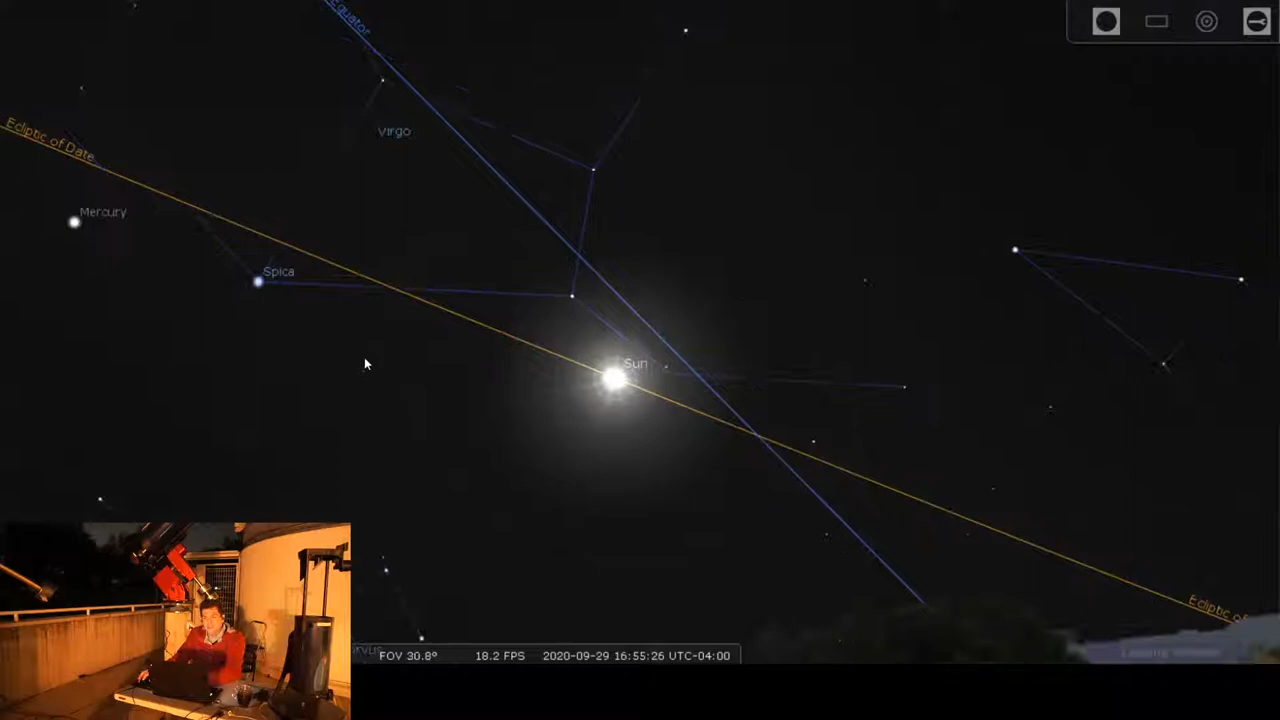 Equator
Virgo
Ecliptic of Date
Mercury
Spica
Sun
Ecliptic of
orvus
FOV 30.8° 18.2 FPS 2020-09-29 16:55:26 UTC-04:00